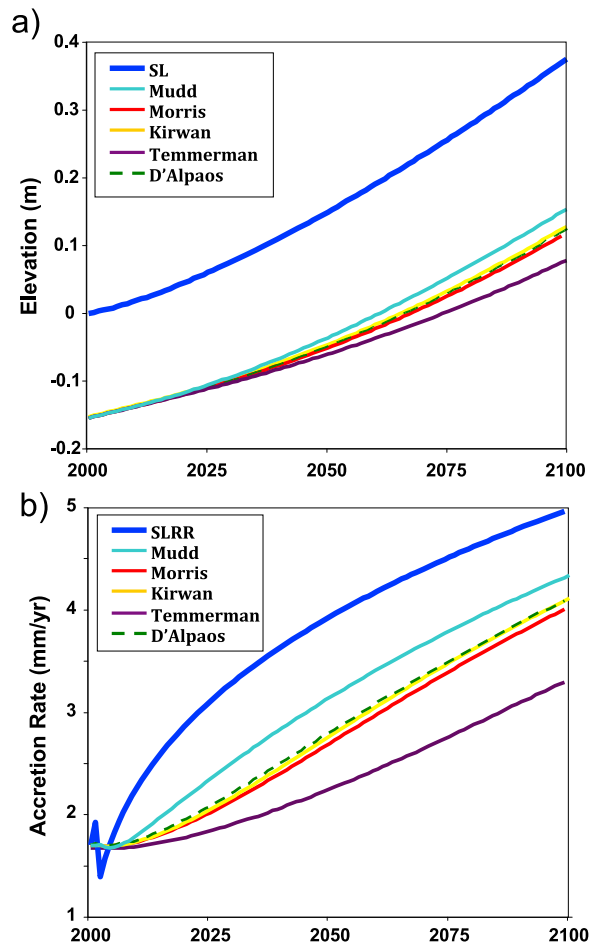 a)
0.4
0.3
0.2
0.1
0
-0.1
-0.2
Elevation (m)
SL
Mudd
Morris
Kirwan
Temmerman
D'Alpaos
2000 2025 2050 2075 2100
b)
5
4
3
2
1
Accretion Rate (mm/yr)
SLRR
Mudd
Morris
Kirwan
Temmerman
D'Alpaos
2000 2025 2050 2075 2100